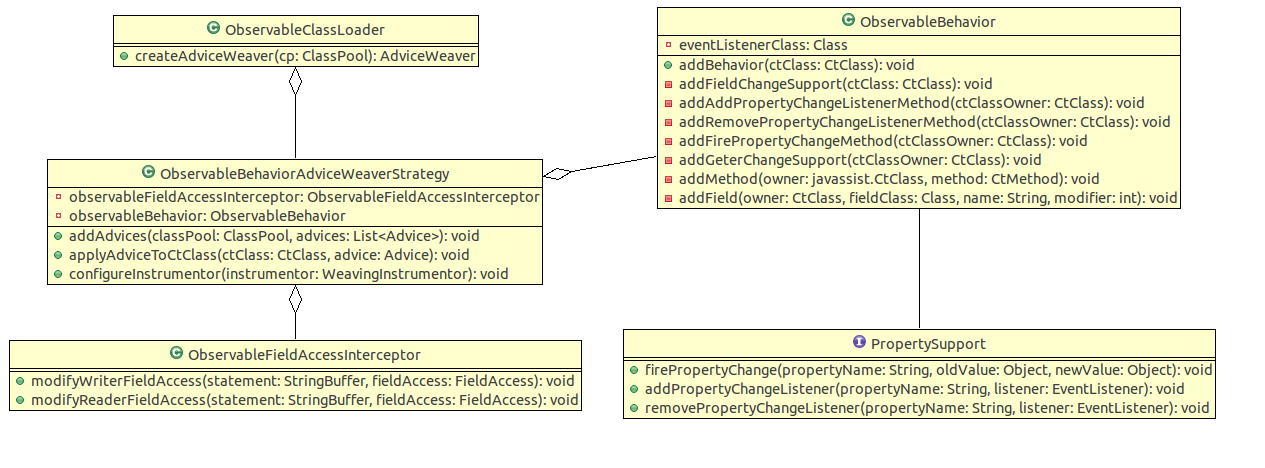 C ObservableClassLoader
createAdviceWeaver(cp: ClassPool): AdviceWeaver
C ObservableBehavior
eventListenerClass: Class
addBehavior(ctClass: CtClass): void
addFieldChangeSupport(ctClass: CtClass): void
addAddPropertyChangeListenerMethod(ctClassOwner: CtClass): void
addRemovePropertyChangeListenerMethod(ctClassOwner: CtClass): void
addFirePropertyChangeMethod(ctClassOwner: CtClass): void
addGeterChangeSupport(ctClassOwner: CtClass): void
addMethod(owner: javassist.CtClass, method: CtMethod): void
addField(owner: CtClass, fieldClass: Class, name: String, modifier: int): void
C ObservableBehaviorAdviceWeaverStrategy
observableFieldAccessInterceptor: ObservableFieldAccessInterceptor
observableBehavior: ObservableBehavior
addAdvices(classPool: ClassPool, advices: List<Advice>): void
applyAdviceToCtClass(ctClass: CtClass, advice: Advice): void
configureInstrumentor(instrumentor: WeavingInstrumentor): void
C ObservableFieldAccessInterceptor
modifyWriterFieldAccess(statement: StringBuffer, fieldAccess: FieldAccess): void
modifyReaderFieldAccess(statement: StringBuffer, fieldAccess: FieldAccess): void
I PropertySupport
firePropertyChange(propertyName: String, oldValue: Object, newValue: Object): void
addPropertyChangeListener(propertyName: String, listener: EventListener): void
removePropertyChangeListener(propertyName: String, listener: EventListener): void